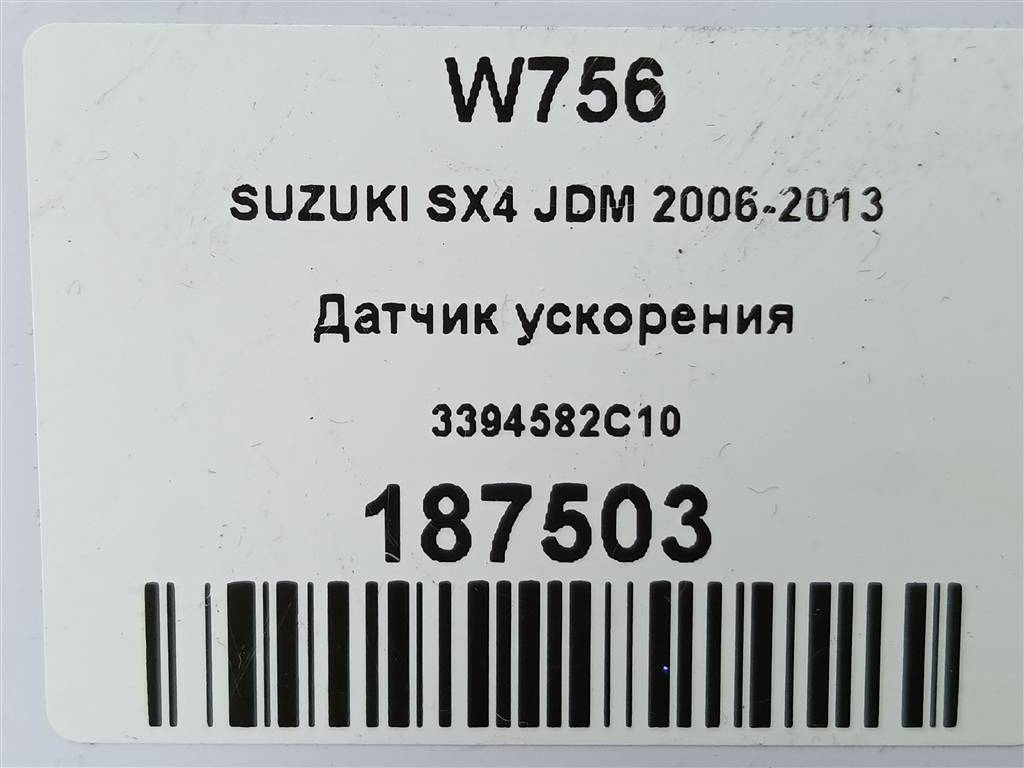 W756
SUZUKI SX4 JDM 2006-2013
Датчик ускорения
3394582C10
187503